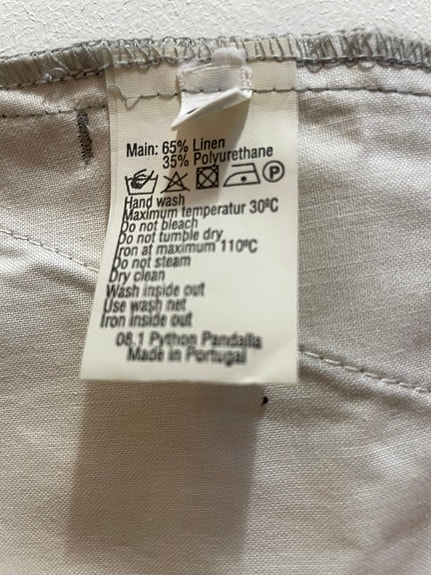 Main: 65% Linen
35% Polyurethane
P
Hand wash
Maximum temperatur 30ºC
Do not bleach
Do not tumble dry
Iron at maximum 110ºC
Do not steam
Dry clean
Wash inside out
Use wash net
Iron inside out
08.1 Python Pandalia
Made in Portugal